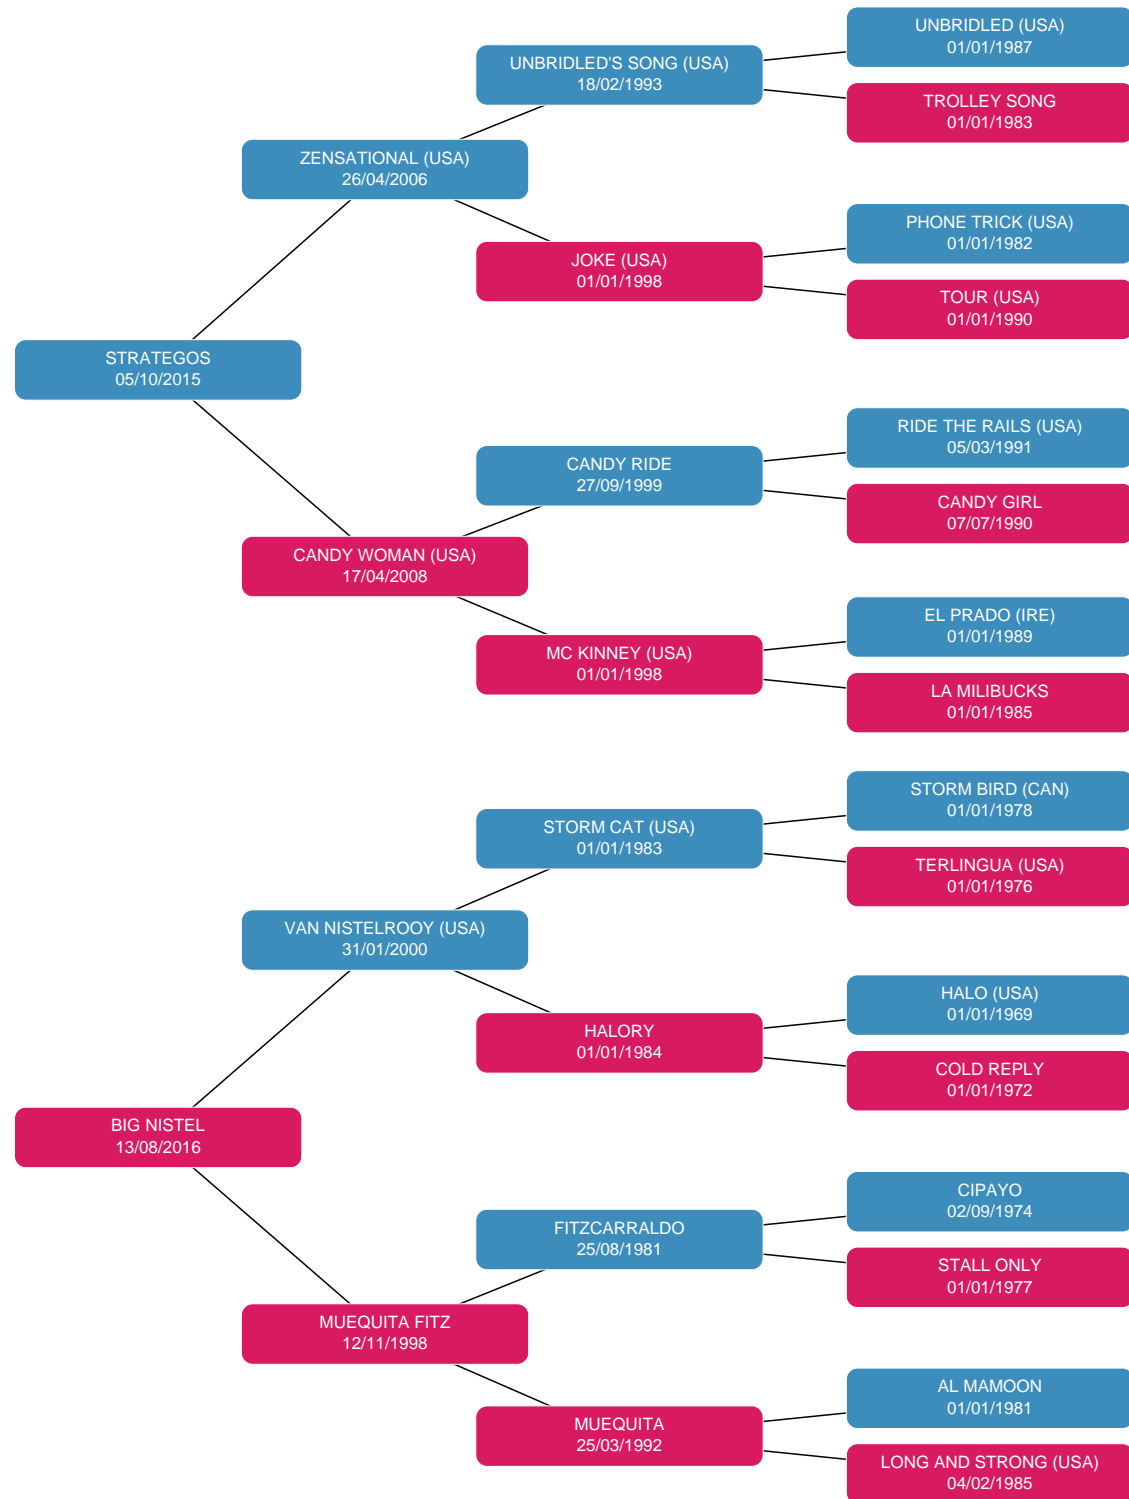 UNBRIDLED (USA)
01/01/1987
UNBRIDLED'S SONG (USA)
18/02/1993
TROLLEY SONG
01/01/1983
ZENSATIONAL (USA)
26/04/2006
PHONE TRICK (USA)
01/01/1982
JOKE (USA)
01/01/1998
TOUR (USA)
01/01/1990
STRATEGOS
05/10/2015
RIDE THE RAILS (USA)
05/03/1991
CANDY RIDE
27/09/1999
CANDY GIRL
07/07/1990
CANDY WOMAN (USA)
17/04/2008
EL PRADO (IRE)
01/01/1989
MC KINNEY (USA)
01/01/1998
LA MILIBUCKS
01/01/1985
STORM BIRD (CAN)
01/01/1978
STORM CAT (USA)
01/01/1983
TERLINGUA (USA)
01/01/1976
VAN NISTELROOY (USA)
31/01/2000
HALO (USA)
01/01/1969
HALORY
01/01/1984
COLD REPLY
01/01/1972
BIG NISTEL
13/08/2016
CIPAYO
02/09/1974
FITZCARRALDO
25/08/1981
STALL ONLY
01/01/1977
MUEQUITA FITZ
12/11/1998
AL MAMOON
01/01/1981
MUEQUITA
25/03/1992
LONG AND STRONG (USA)
04/02/1985